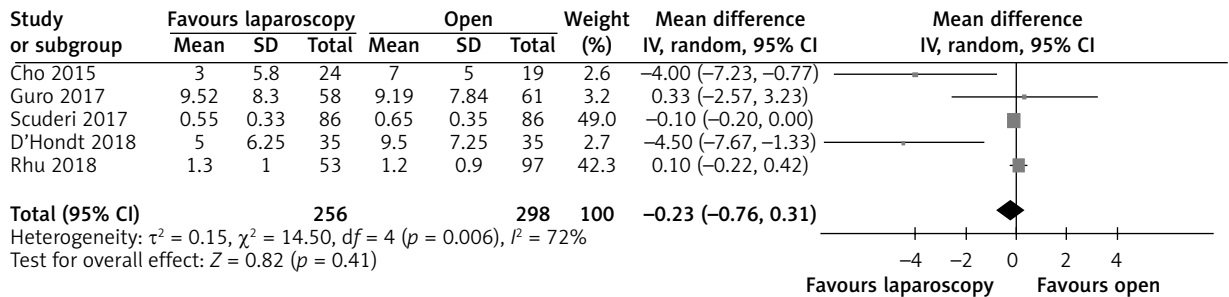 Study Favours laparoscopy Open Weight Mean difference Mean difference
or subgroup Mean SD Total Mean SD Total (%) IV, random, 95% CI IV, random, 95% CI
Cho 2015 3 5.8 24 7 5 19 2.6 −4.00 (−7.23, −0.77)
Guro 2017 9.52 8.3 58 9.19 7.84 61 3.2 0.33 (−2.57, 3.23)
Scuderi 2017 0.55 0.33 86 0.65 0.35 86 49.0 −0.10 (−0.20, 0.00)
D'Hondt 2018 5 6.25 35 9.5 7.25 35 2.7 −4.50 (−7.67, −1.33)
Rhu 2018 1.3 1 53 1.2 0.9 97 42.3 0.10 (−0.22, 0.42)
Total (95% CI) 256 298 100 −0.23 (−0.76, 0.31)
Heterogeneity: τ² = 0.15, χ² = 14.50, df = 4 (p = 0.006), I² = 72%
Test for overall effect: Z = 0.82 (p = 0.41)
−4 −2 0 2 4
Favours laparoscopy Favours open